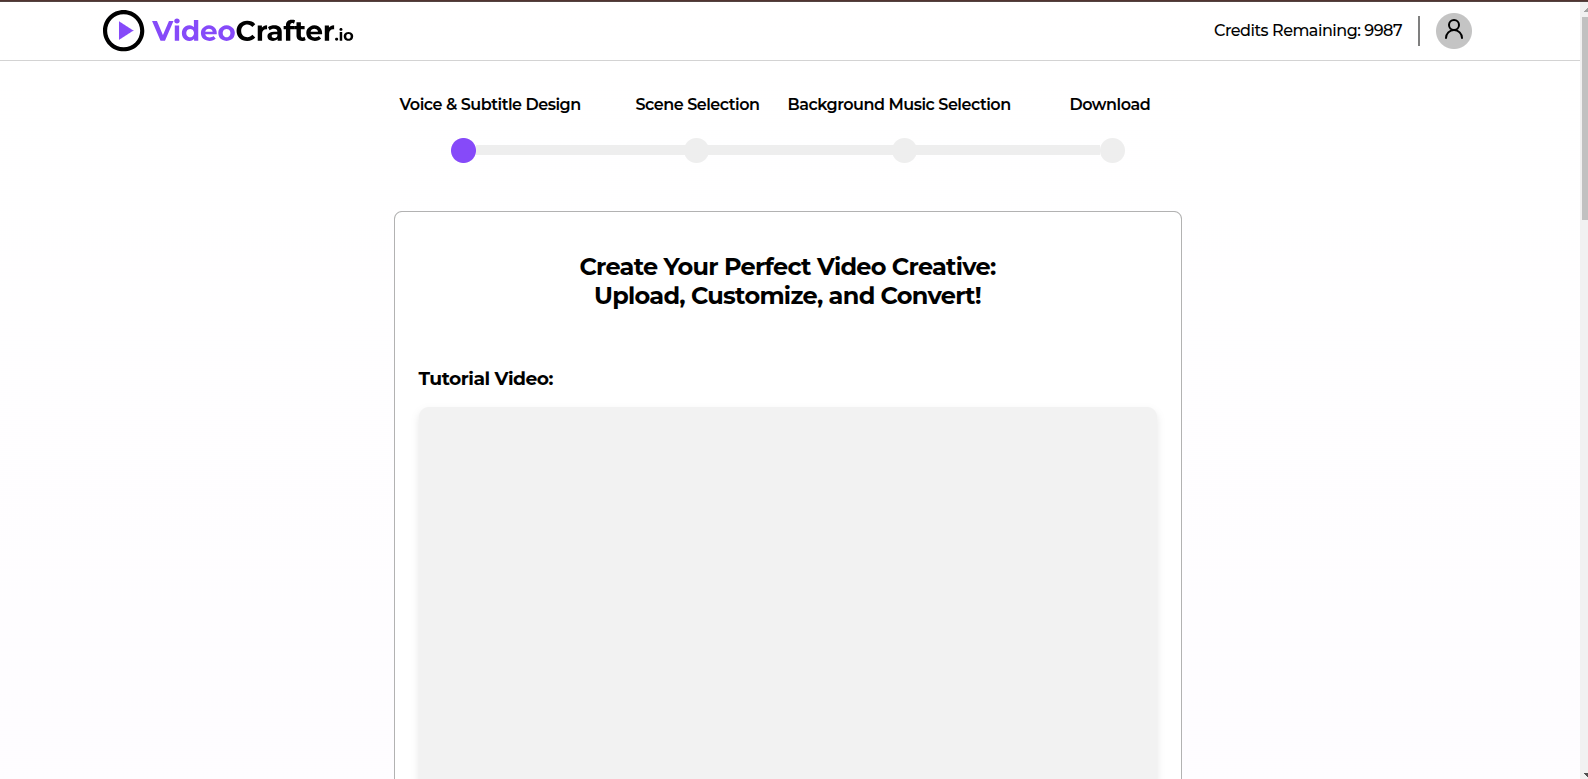 VideoCrafter.io
Credits Remaining: 9987
Voice & Subtitle Design
Scene Selection
Background Music Selection
Download
Create Your Perfect Video Creative:
Upload, Customize, and Convert!
Tutorial Video: